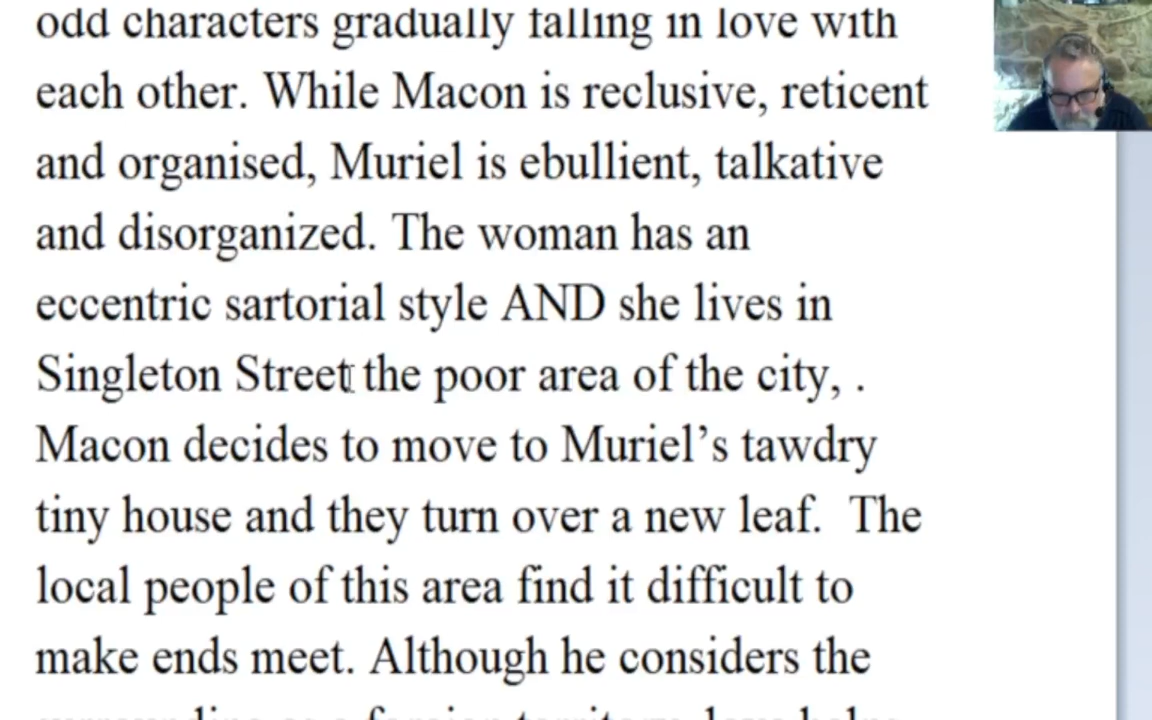 odd characters gradually falling in love with
each other. While Macon is reclusive, reticent
and organised, Muriel is ebullient, talkative
and disorganized. The woman has an
eccentric sartorial style AND she lives in
Singleton Street the poor area of the city, .
Macon decides to move to Muriel’s tawdry
tiny house and they turn over a new leaf.  The
local people of this area find it difficult to
make ends meet. Although he considers the